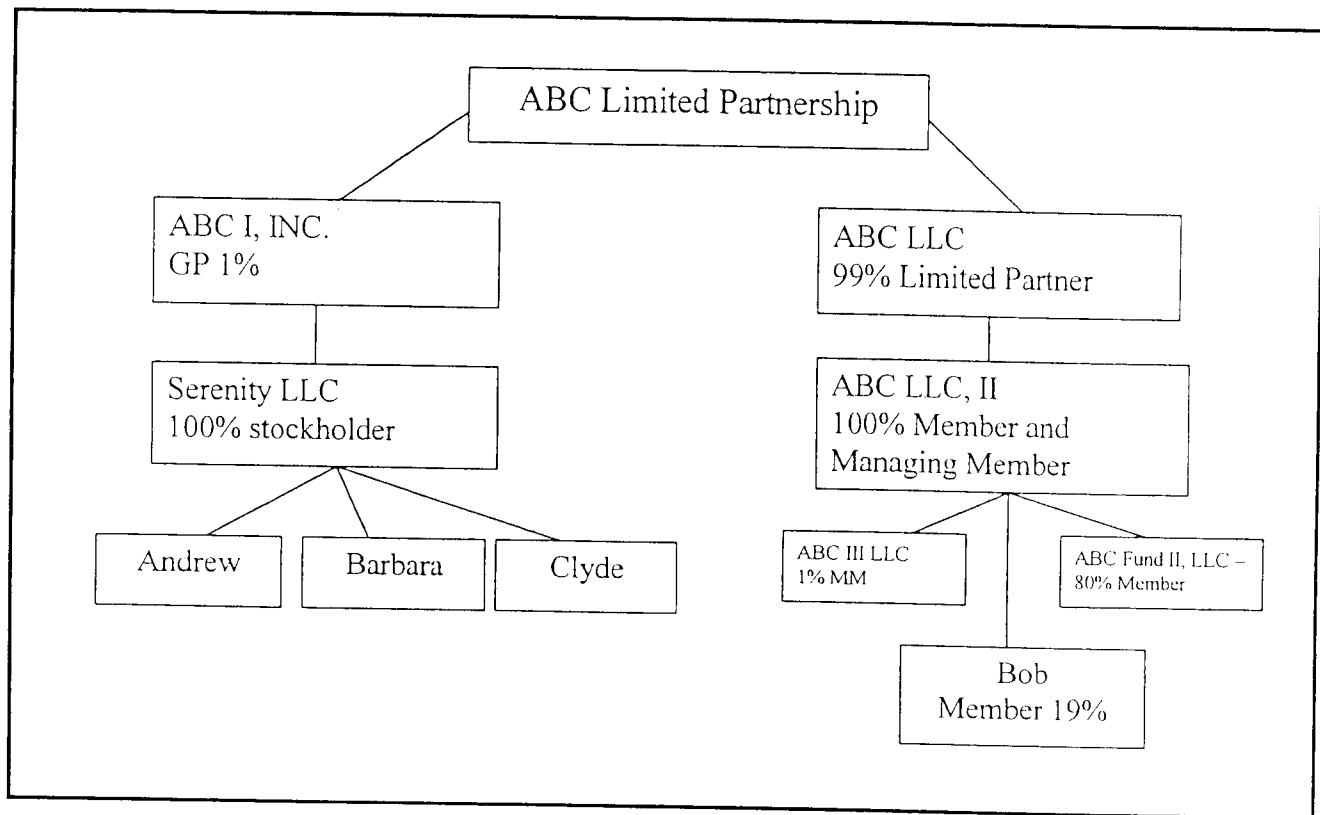 ABC Limited Partnership
ABC I, INC.
GP 1%
ABC LLC
99% Limited Partner
Serenity LLC
100% stockholder
ABC LLC, II
100% Member and
Managing Member
Andrew
Barbara
Clyde
ABC III LLC
1% MM
ABC Fund II, LLC –
80% Member
Bob
Member 19%